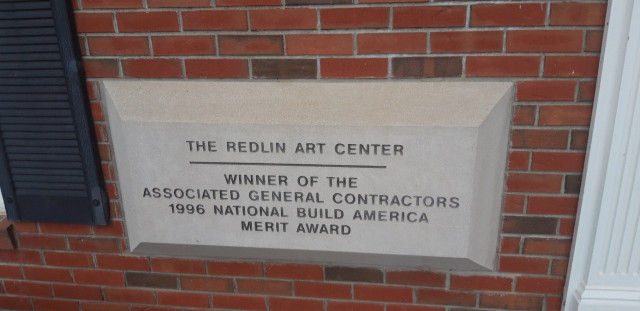 THE REDLIN ART CENTER
WINNER OF THE
ASSOCIATED GENERAL CONTRACTORS
1996 NATIONAL BUILD AMERICA
MERIT AWARD